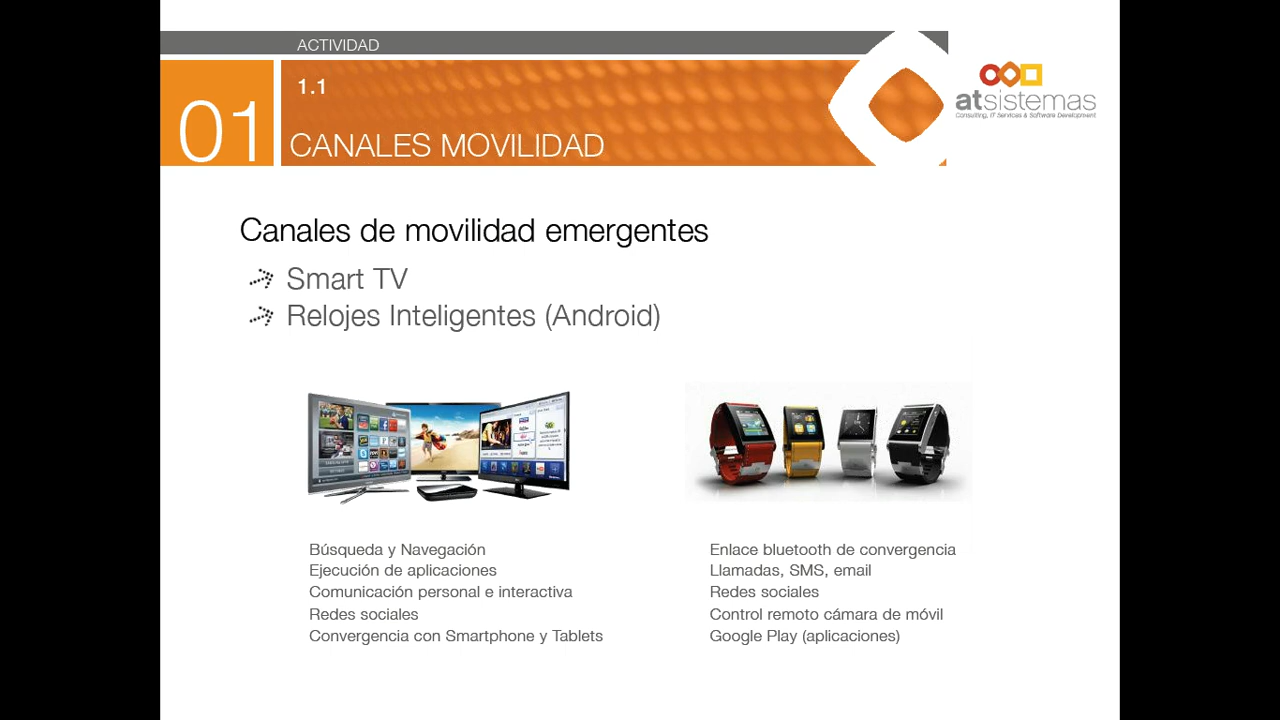 ACTIVIDAD
01
1.1
CANALES MOVILIDAD
atsistemas
Consulting, IT Services & Software Development
Canales de movilidad emergentes
Smart TV
Relojes Inteligentes (Android)
Búsqueda y Navegación
Ejecución de aplicaciones
Comunicación personal e interactiva
Redes sociales
Convergencia con Smartphone y Tablets
Enlace bluetooth de convergencia
Llamadas, SMS, email
Redes sociales
Control remoto cámara de móvil
Google Play (aplicaciones)